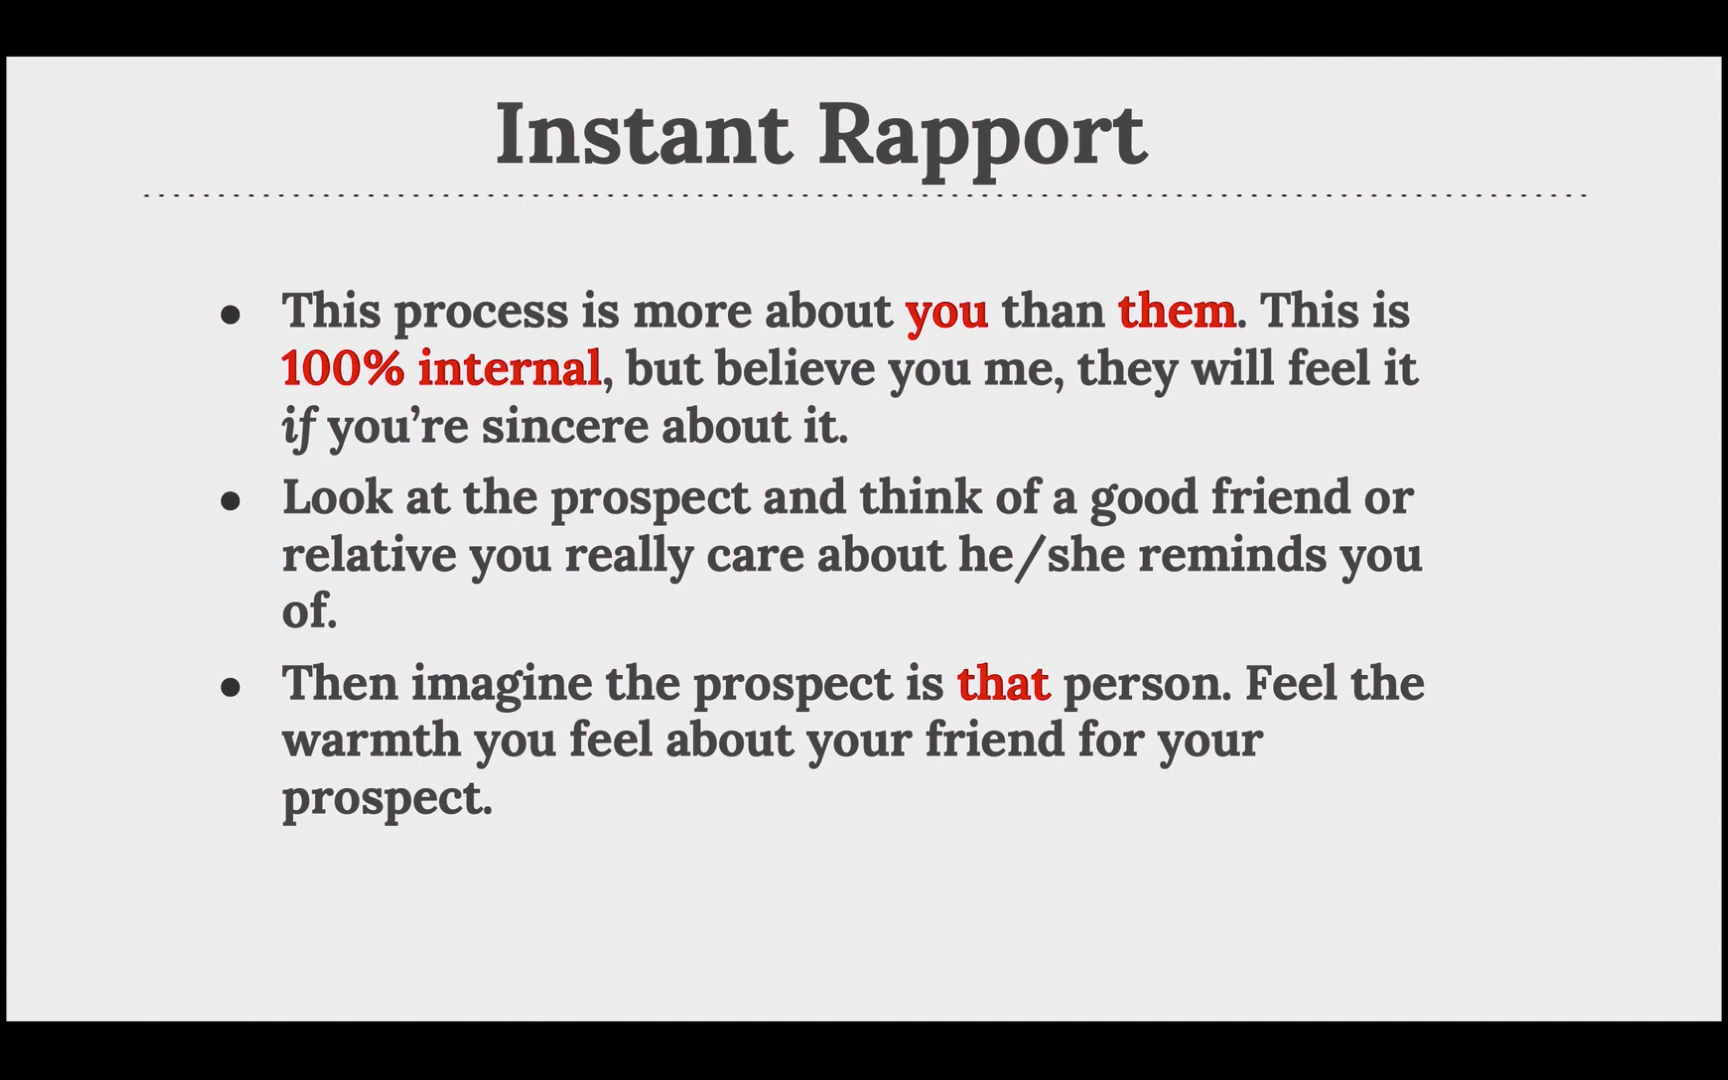 Instant Rapport
● This process is more about you than them. This is
100% internal, but believe you me, they will feel it
if you’re sincere about it.
● Look at the prospect and think of a good friend or
relative you really care about he/she reminds you
of.
● Then imagine the prospect is that person. Feel the
warmth you feel about your friend for your
prospect.